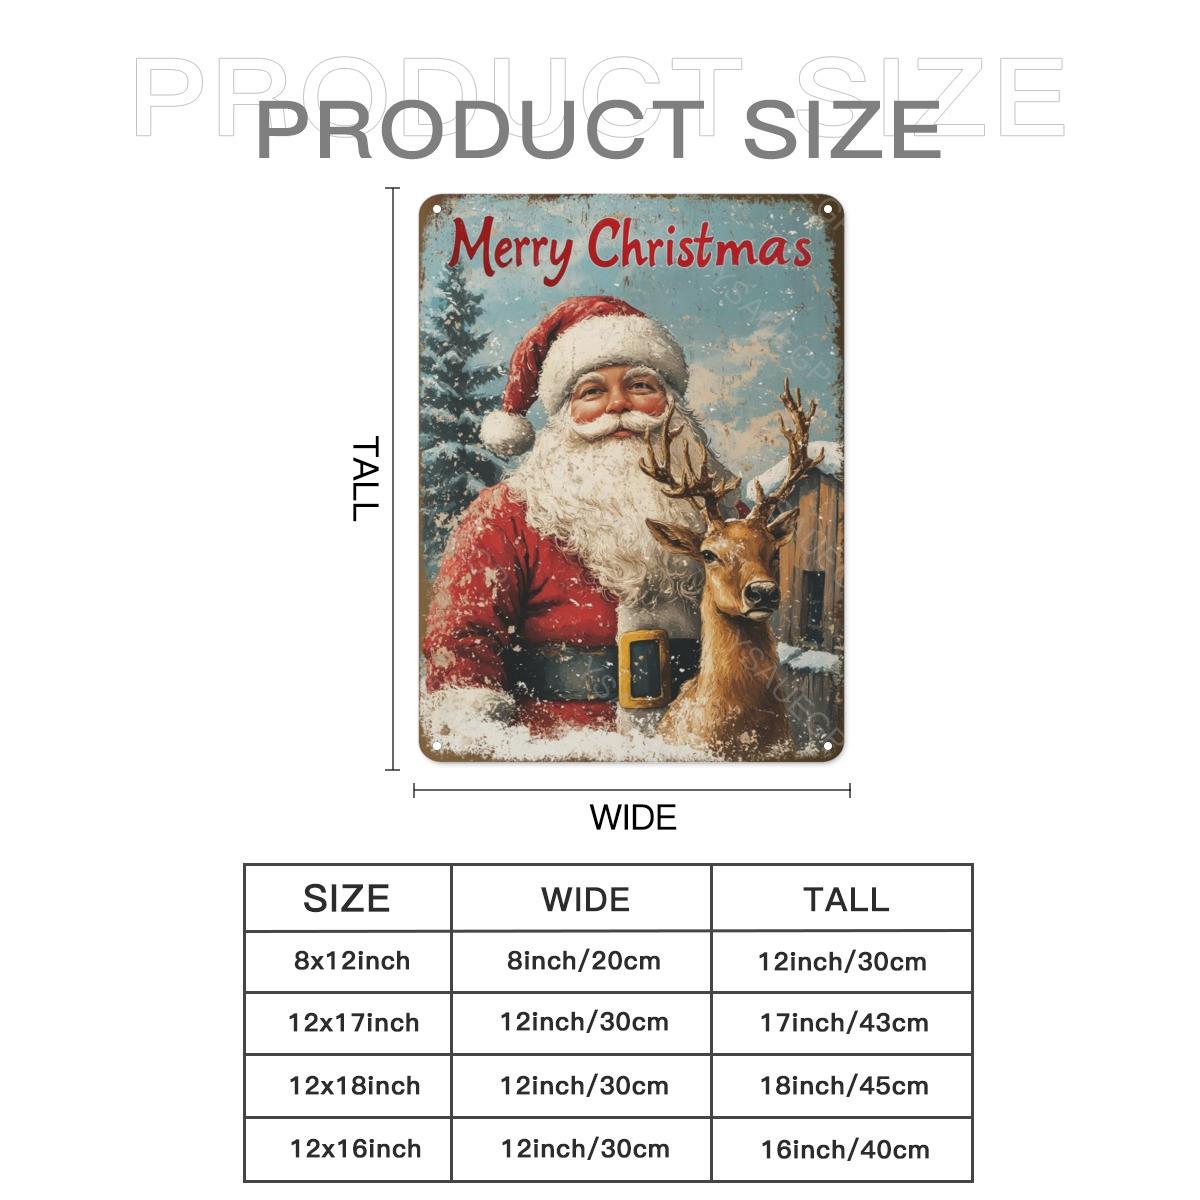 PRODUCT SIZE
PRODUCT SIZE
Merry Christmas
TALL
WIDE
SIZE WIDE TALL
8x12inch 8inch/20cm 12inch/30cm
12x17inch 12inch/30cm 17inch/43cm
12x18inch 12inch/30cm 18inch/45cm
12x16inch 12inch/30cm 16inch/40cm